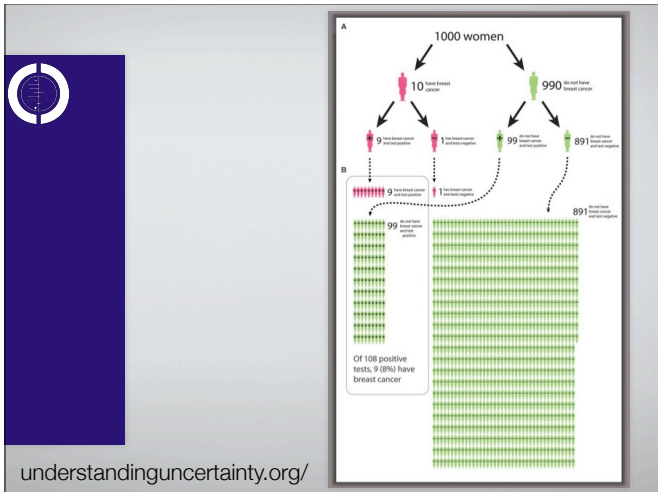 A
1000 women
10 have breast
cancer
990 do not have
breast cancer
9 have breast cancer
and test positive
1 has breast cancer
and tests negative
99 do not have
breast cancer
and test positive
891 do not have
breast cancer
and test negative
B
9 have breast cancer
and test positive
1 has breast cancer
and tests negative
99 do not have
breast cancer
and test
positive
891 do not have
breast cancer and
test negative
Of 108 positive
tests, 9 (8%) have
breast cancer
understandinguncertainty.org/